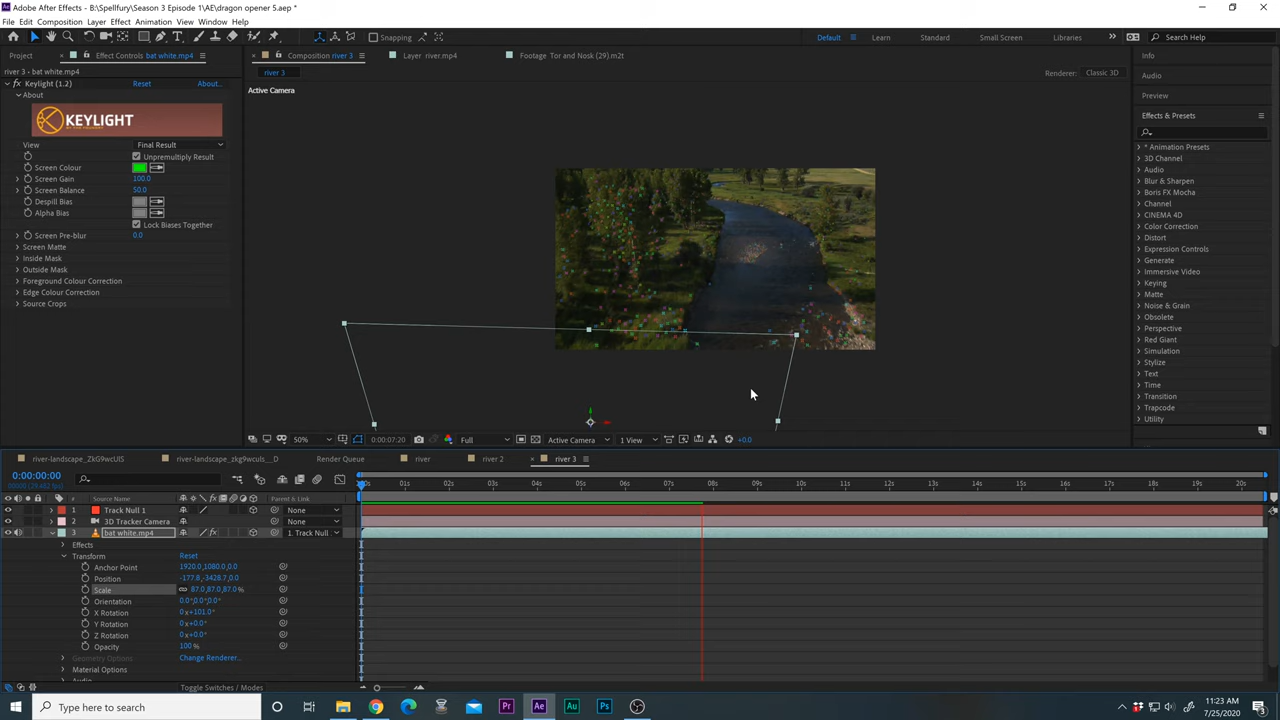 Adobe After Effects - B:\Spellfury\Season 3 Episode 1\AE\dragon opener 5.aep *
File Edit Composition Layer Effect Animation View Window Help
Snapping
Default Learn Standard Small Screen Libraries Search Help
Project Effect Controls bat white.mp4
Composition river 3 Layer river.mp4 Footage Tor and Nosk (29).m2t
river 3 • bat white.mp4
river 3
Renderer: Classic 3D
Active Camera
Keylight (1.2) Reset About...
About
KEYLIGHT
BY THE FOUNDRY
View Final Result
Unpremultiply Result
Screen Colour
Screen Gain 100.0
Screen Balance 50.0
Despill Bias
Alpha Bias
Lock Biases Together
Screen Pre-blur 0.0
Screen Matte
Inside Mask
Outside Mask
Foreground Colour Correction
Edge Colour Correction
Source Crops
50% 0:00:07:20 Full Active Camera 1 View +0.0
Info
Audio
Preview
Effects & Presets
* Animation Presets
3D Channel
Audio
Blur & Sharpen
Boris FX Mocha
Channel
CINEMA 4D
Color Correction
Distort
Expression Controls
Generate
Immersive Video
Keying
Matte
Noise & Grain
Obsolete
Perspective
Red Giant
Simulation
Stylize
Text
Time
Transition
Trapcode
Utility
river-landscape_ZkG9wcUlS river-landscape_zkg9wculs__D Render Queue river river 2 river 3
0:00:00:00
# Source Name Parent & Link
01s 02s 03s 04s 05s 06s 07s 08s 09s 10s 11s 12s 13s 14s 15s 16s 17s 18s 19s 20s
1 Track Null 1 None
2 3D Tracker Camera None
3 bat white.mp4 1. Track Null
Effects
Transform Reset
Anchor Point 1920.0,1080.0,0.0
Position -177.8,-3428.7,0.0
Scale 87.0,87.0,87.0 %
Orientation 0.0°,0.0°,0.0°
X Rotation 0 x+101.0°
Y Rotation 0 x+0.0°
Z Rotation 0 x+0.0°
Opacity 100 %
Geometry Options Change Renderer...
Material Options
Audio
Toggle Switches / Modes
Type here to search
Pr Ae Au Ps
11:23 AM
7/25/2020